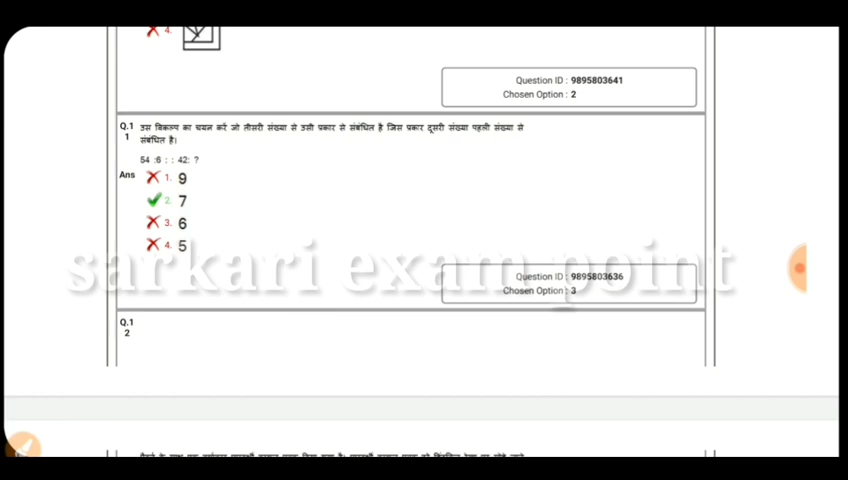 4.
Question ID : 9895803641
Chosen Option : 2
Q.1 उस विकल्प का चयन करें जो तीसरी संख्या से उसी प्रकार से संबंधित है जिस प्रकार दूसरी संख्या पहली संख्या से
1 संबंधित है।
54 :6 : : 42: ?
Ans 1. 9
2. 7
3. 6
4. 5
sarkari exam point
Question ID : 9895803636
Chosen Option : 3
Q.1
2